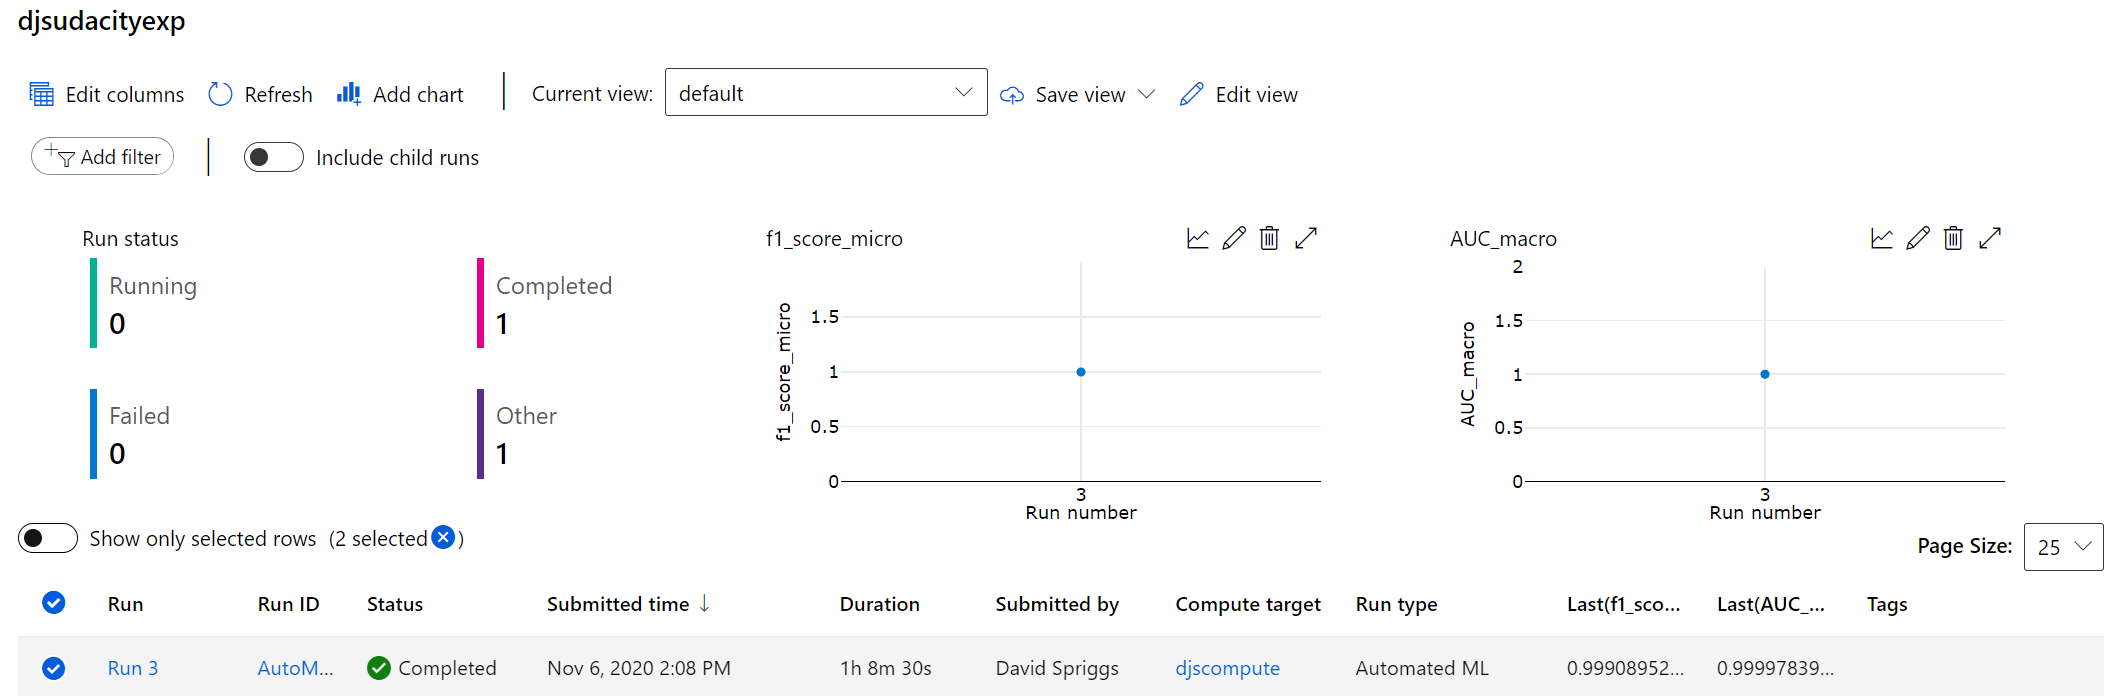 djsudacityexp
Edit columns Refresh Add chart Current view: default Save view Edit view
Add filter Include child runs
Run status
Running
0
Completed
1
Failed
0
Other
1
f1_score_micro
f1_score_micro
1.5
1
0.5
0
3
Run number
AUC_macro
AUC_macro
2
1.5
1
0.5
0
3
Run number
Show only selected rows (2 selected )
Page Size: 25
Run Run ID Status Submitted time ↓ Duration Submitted by Compute target Run type Last(f1_sco... Last(AUC_... Tags
Run 3 AutoM... Completed Nov 6, 2020 2:08 PM 1h 8m 30s David Spriggs djscompute Automated ML 0.99908952... 0.99997839...